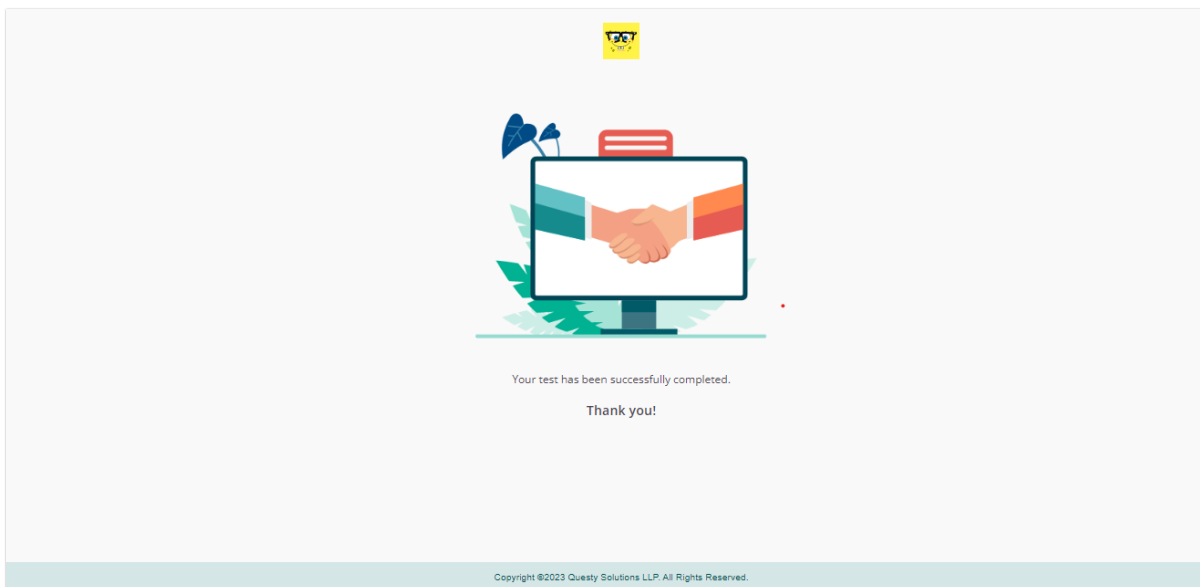 Your test has been successfully completed.
Thank you!
Copyright ©2023 Questy Solutions LLP. All Rights Reserved.